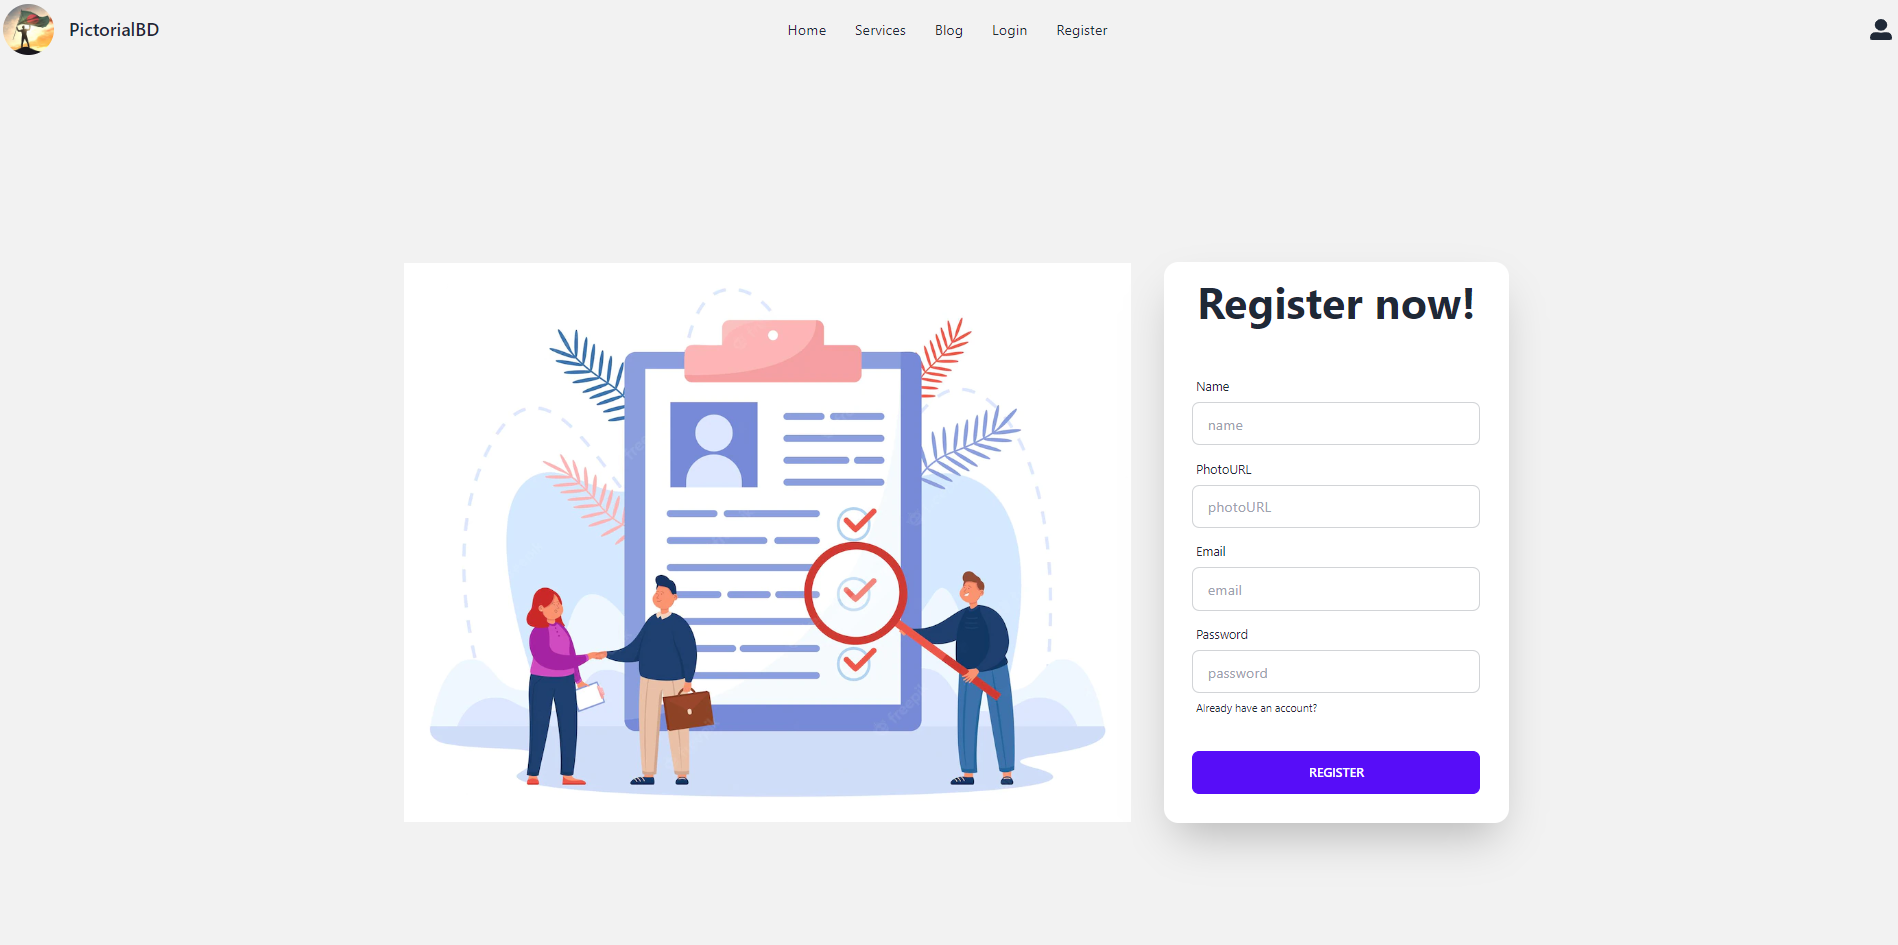 PictorialBD
Home Services Blog Login Register
Register now!
Name
name
PhotoURL
photoURL
Email
email
Password
password
Already have an account?
REGISTER